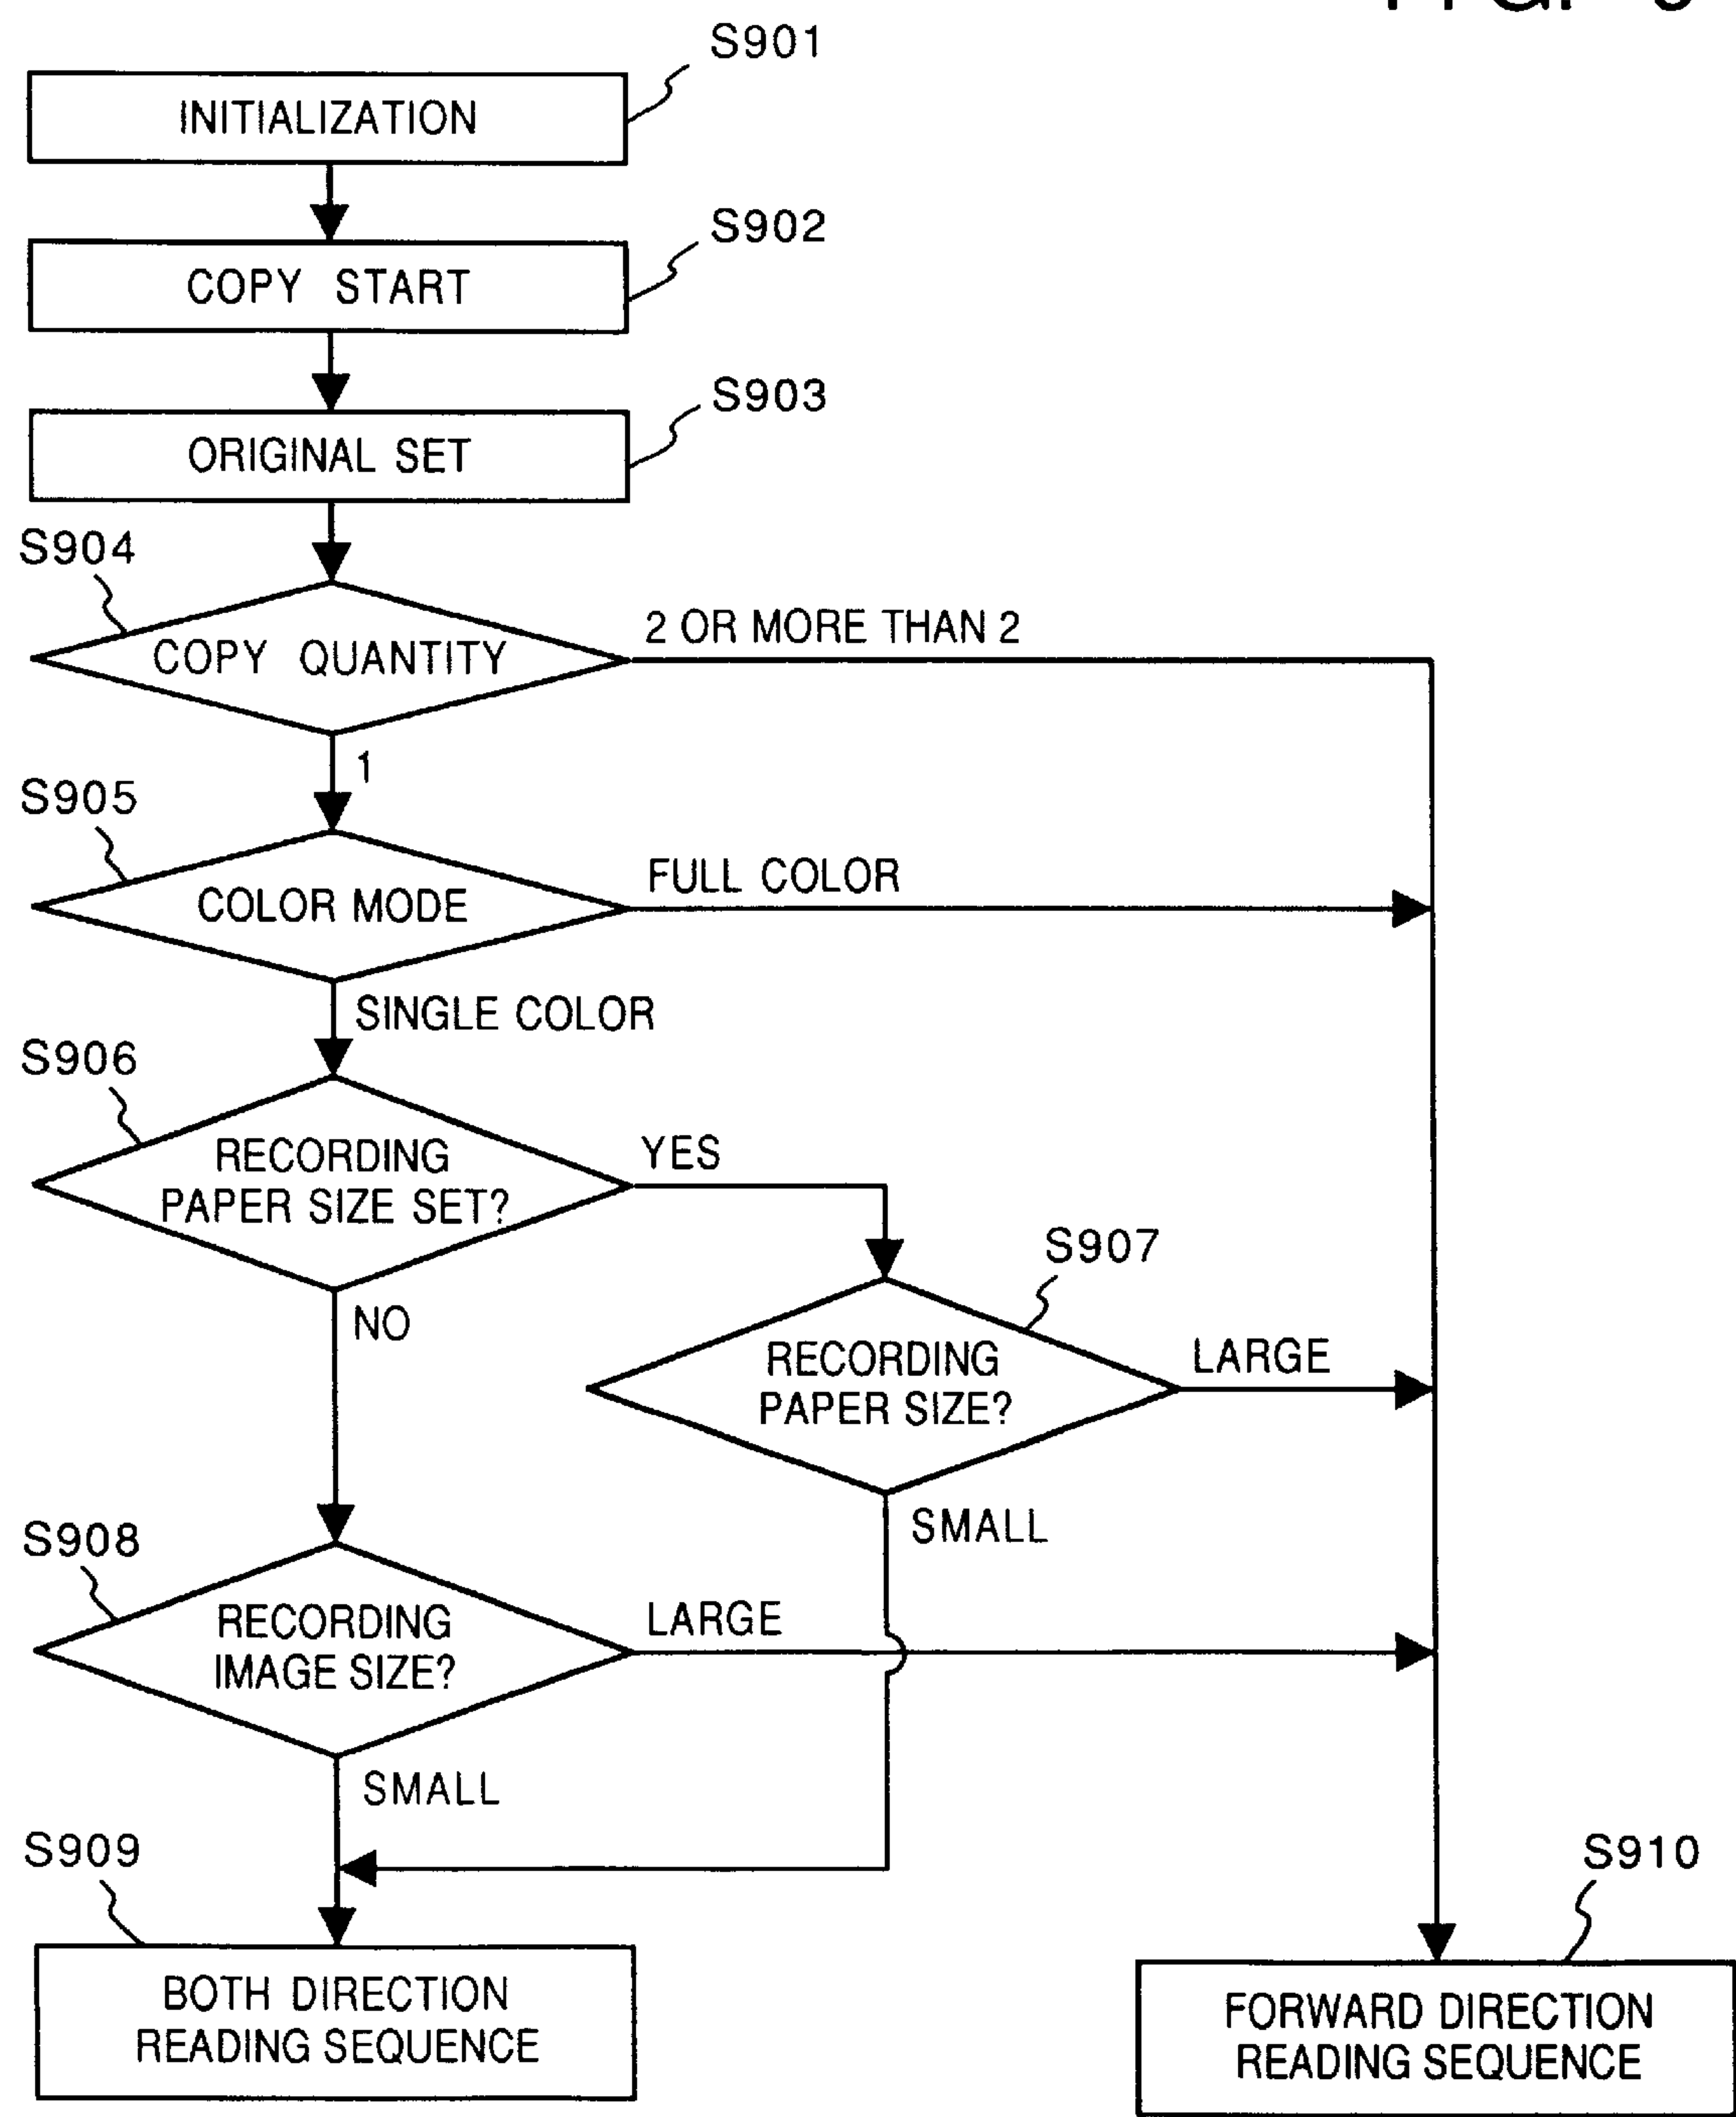 S901
INITIALIZATION
S902
COPY START
S903
ORIGINAL SET
S904
COPY QUANTITY
2 OR MORE THAN 2
1
S905
COLOR MODE
FULL COLOR
SINGLE COLOR
S906
RECORDING
PAPER SIZE SET?
YES
NO
S907
RECORDING
PAPER SIZE?
LARGE
SMALL
S908
RECORDING
IMAGE SIZE?
LARGE
SMALL
S909
BOTH DIRECTION
READING SEQUENCE
S910
FORWARD DIRECTION
READING SEQUENCE